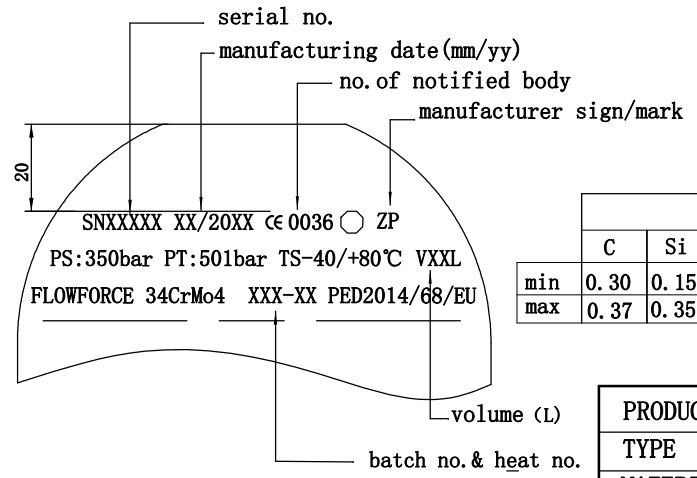 serial no.
manufacturing date(mm/yy)
no. of notified body
manufacturer sign/mark
20
SNXXXXX XX/20XX CE 0036 ZP
PS:350bar PT:501bar TS-40/+80℃ VXXL
FLOWFORCE 34CrMo4 XXX-XX PED2014/68/EU
C Si
min 0.30 0.15
max 0.37 0.35
volume (L)
batch no.& heat no.
PRODUC
TYPE